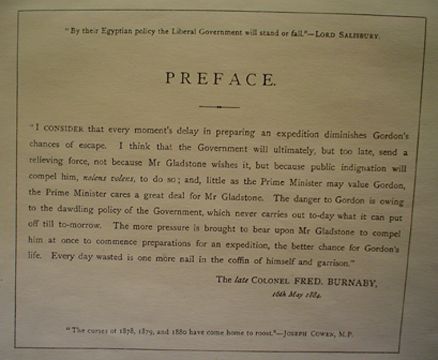 "By their Egyptian policy the Liberal Government will stand or fall."—LORD SALISBURY.
PREFACE.
"I CONSIDER that every moment's delay in preparing an expedition diminishes Gordon's
chances of escape. I think that the Government will ultimately, but too late, send a
relieving force, not because Mr Gladstone wishes it, but because public indignation will
compel him, nolens volens, to do so; and, little as the Prime Minister may value Gordon,
the Prime Minister cares a great deal for Mr Gladstone. The danger to Gordon is owing
to the dawdling policy of the Government, which never carries out to-day what it can put
off till to-morrow. The more pressure is brought to bear upon Mr Gladstone to compel
him at once to commence preparations for an expedition, the better chance for Gordon's
life. Every day wasted is one more nail in the coffin of himself and garrison."
The late COLONEL FRED. BURNABY,
16th May 1884.
"The curses of 1878, 1879, and 1880 have come home to roost."—JOSEPH COWEN, M.P.